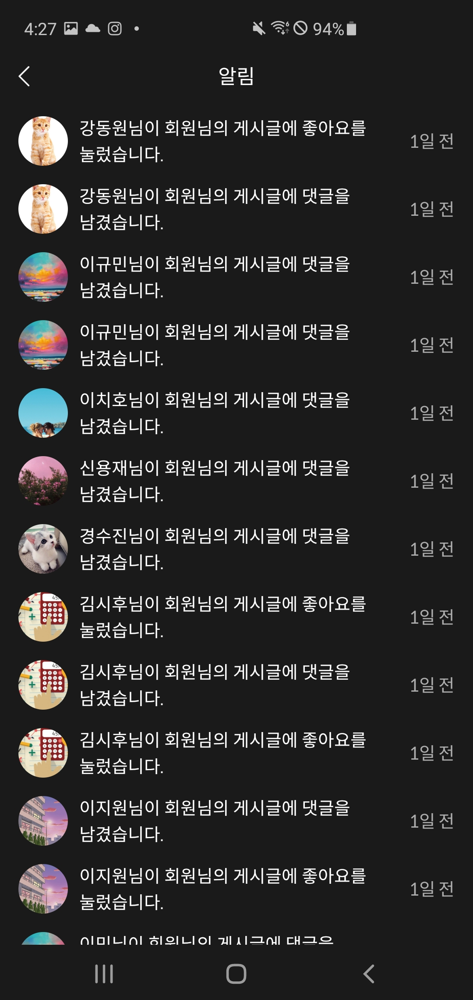 4:27
94%
알림
강동원님이 회원님의 게시글에 좋아요를
눌렀습니다.
1일 전
강동원님이 회원님의 게시글에 댓글을
남겼습니다.
1일 전
이규민님이 회원님의 게시글에 댓글을
남겼습니다.
1일 전
이규민님이 회원님의 게시글에 댓글을
남겼습니다.
1일 전
이치호님이 회원님의 게시글에 댓글을
남겼습니다.
1일 전
신용재님이 회원님의 게시글에 댓글을
남겼습니다.
1일 전
경수진님이 회원님의 게시글에 댓글을
남겼습니다.
1일 전
김시후님이 회원님의 게시글에 좋아요를
눌렀습니다.
1일 전
김시후님이 회원님의 게시글에 댓글을
남겼습니다.
1일 전
김시후님이 회원님의 게시글에 좋아요를
눌렀습니다.
1일 전
이지원님이 회원님의 게시글에 댓글을
남겼습니다.
1일 전
이지원님이 회원님의 게시글에 좋아요를
눌렀습니다.
1일 전
회원님의 게시글에 댓글을